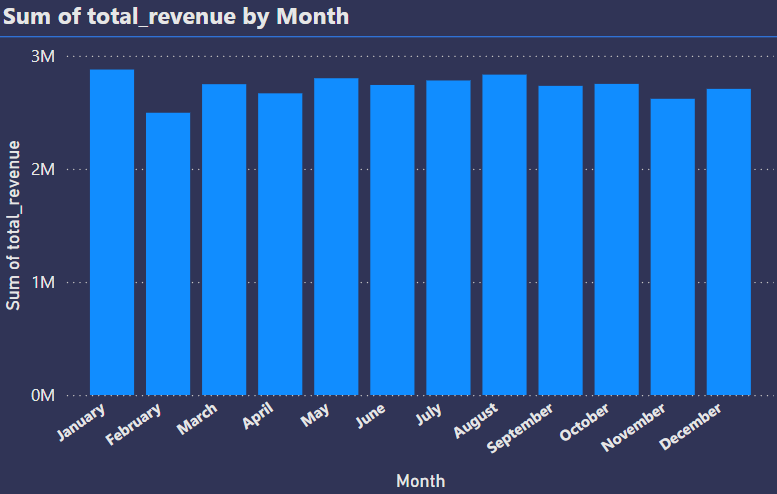 Sum of total_revenue by Month
3M
2M
1M
0M
Sum of total_revenue
January
February
March
April
May
June
July
August
September
October
November
December
Month